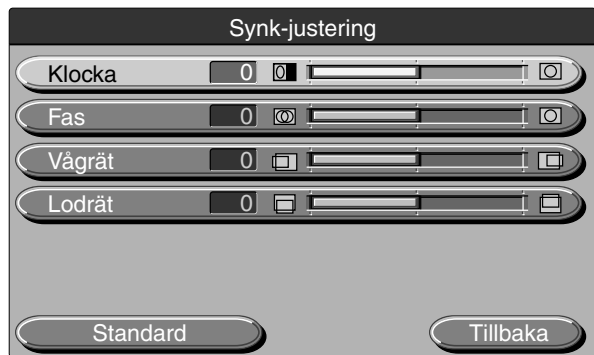 Synk-justering
Klocka 0
Fas 0
Vågrät 0
Lodrät 0
Standard Tillbaka